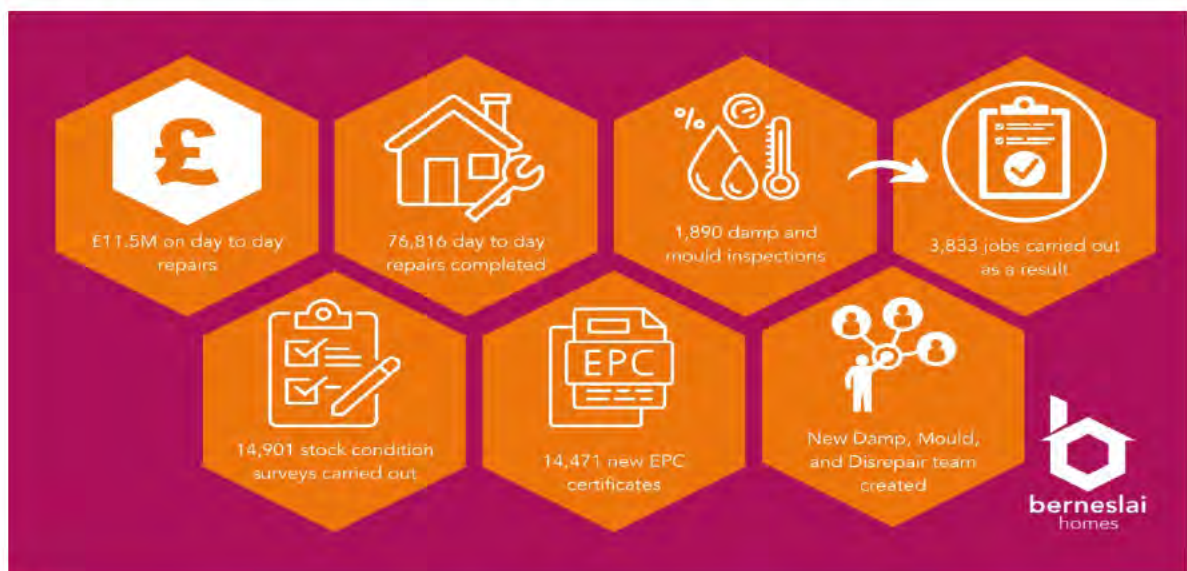 £
£11.5M on day to day
repairs
76,816 day to day
repairs completed
%
1,890 damp and
mould inspections
3,833 jobs carried out
as a result
14,901 stock condition
surveys carried out
EPC
14,471 new EPC
certificates
New Damp, Mould,
and Disrepair team
created
berneslai
homes